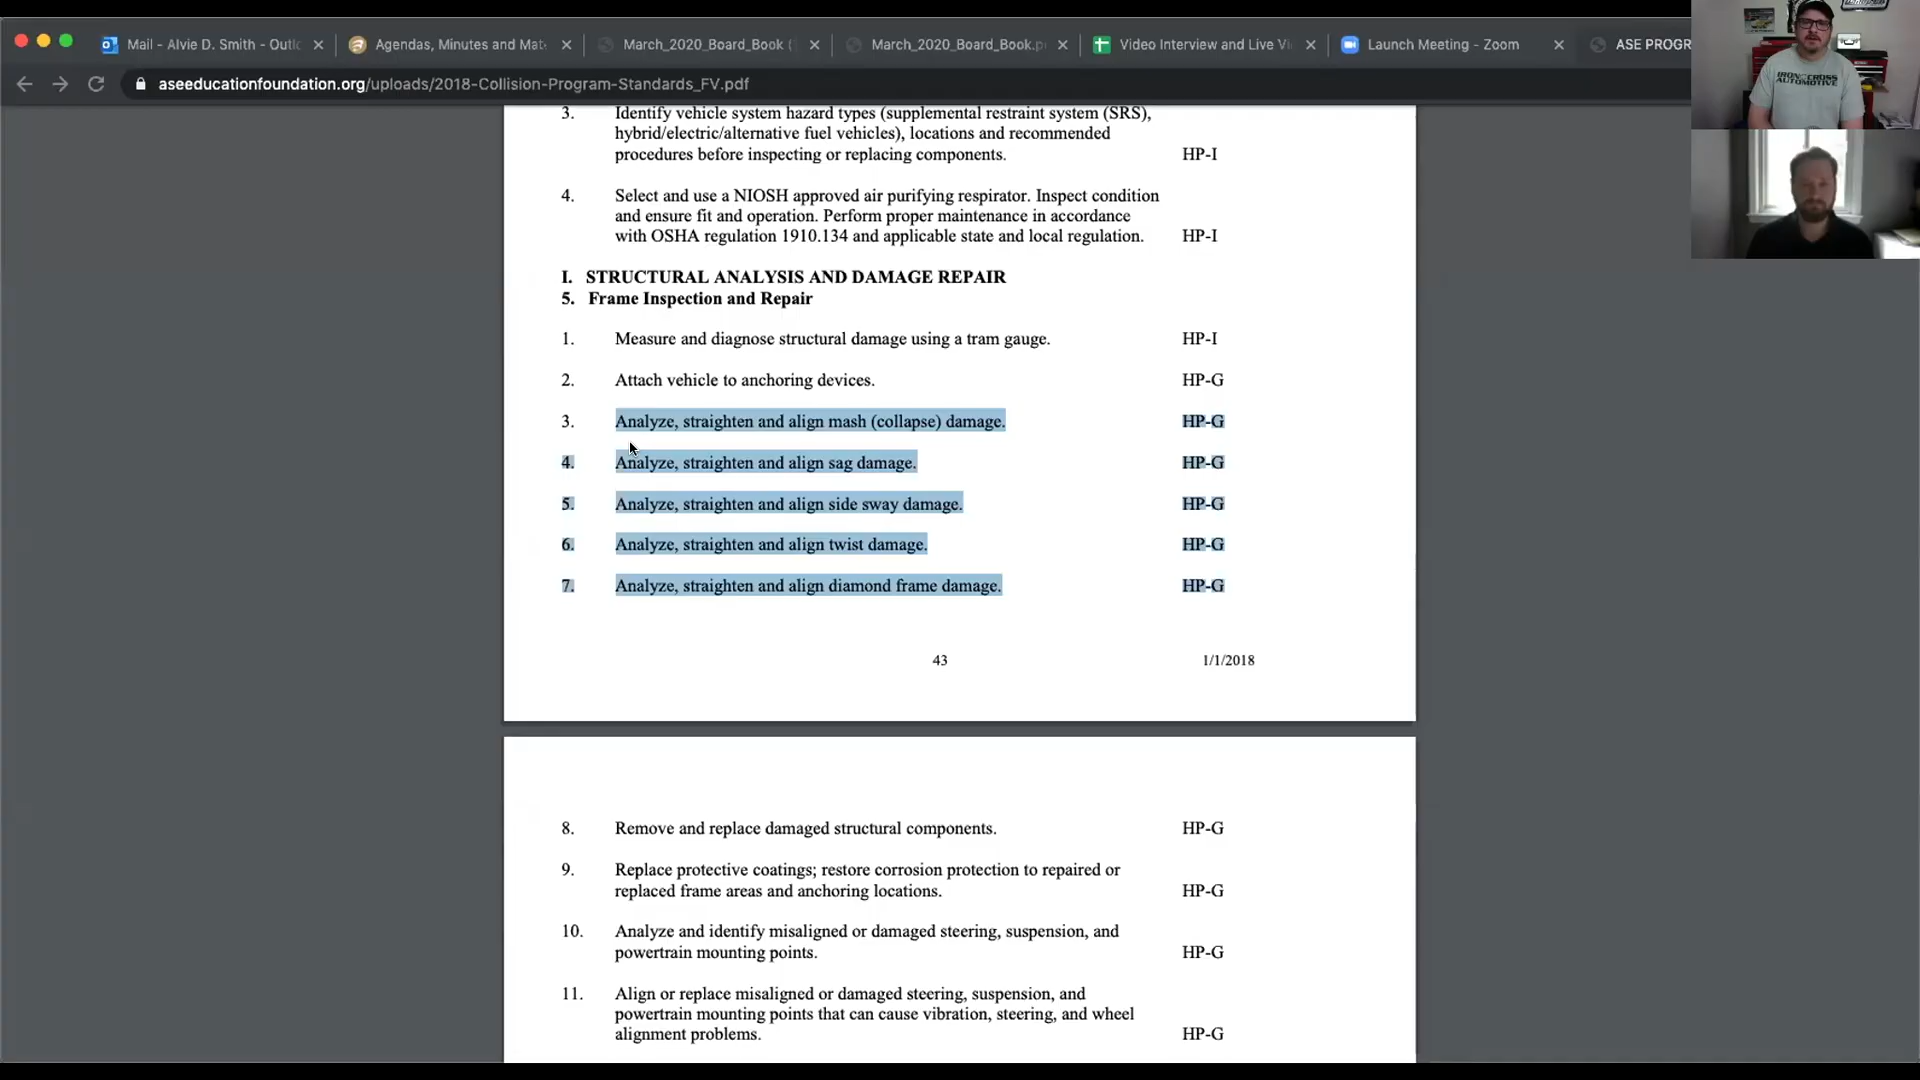 Mail - Alvie D. Smith - Outlo
Agendas, Minutes and Mate
March_2020_Board_Book (
March_2020_Board_Book.p
Video Interview and Live Vi
Launch Meeting - Zoom
ASE PROGR
aseeducationfoundation.org/uploads/2018-Collision-Program-Standards_FV.pdf
IRON CROSS
AUTOMOTIVE
3. Identify vehicle system hazard types (supplemental restraint system (SRS),
hybrid/electric/alternative fuel vehicles), locations and recommended
procedures before inspecting or replacing components. HP-I
4. Select and use a NIOSH approved air purifying respirator. Inspect condition
and ensure fit and operation. Perform proper maintenance in accordance
with OSHA regulation 1910.134 and applicable state and local regulation. HP-I
I. STRUCTURAL ANALYSIS AND DAMAGE REPAIR
5. Frame Inspection and Repair
1. Measure and diagnose structural damage using a tram gauge. HP-I
2. Attach vehicle to anchoring devices. HP-G
3. Analyze, straighten and align mash (collapse) damage. HP-G
4. Analyze, straighten and align sag damage. HP-G
5. Analyze, straighten and align side sway damage. HP-G
6. Analyze, straighten and align twist damage. HP-G
7. Analyze, straighten and align diamond frame damage. HP-G
43 1/1/2018
8. Remove and replace damaged structural components. HP-G
9. Replace protective coatings; restore corrosion protection to repaired or
replaced frame areas and anchoring locations. HP-G
10. Analyze and identify misaligned or damaged steering, suspension, and
powertrain mounting points. HP-G
11. Align or replace misaligned or damaged steering, suspension, and
powertrain mounting points that can cause vibration, steering, and wheel
alignment problems. HP-G